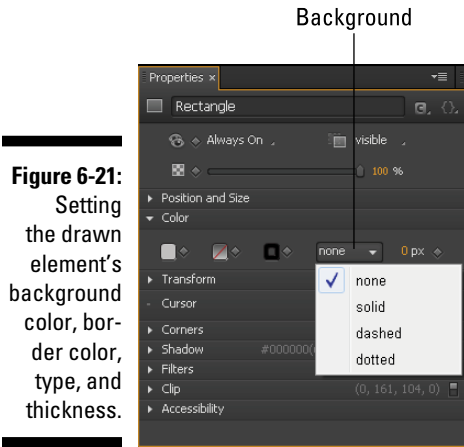 Background
Properties ×
Rectangle
Always On
visible
100 %
Position and Size
Color
none
0 px
none
solid
dashed
dotted
Transform
Cursor
Corners
Shadow
#000000(
Filters
Clip
(0, 161, 104, 0)
Accessibility
Figure 6-21:
Setting
the drawn
element's
background
color, bor-
der color,
type, and
thickness.